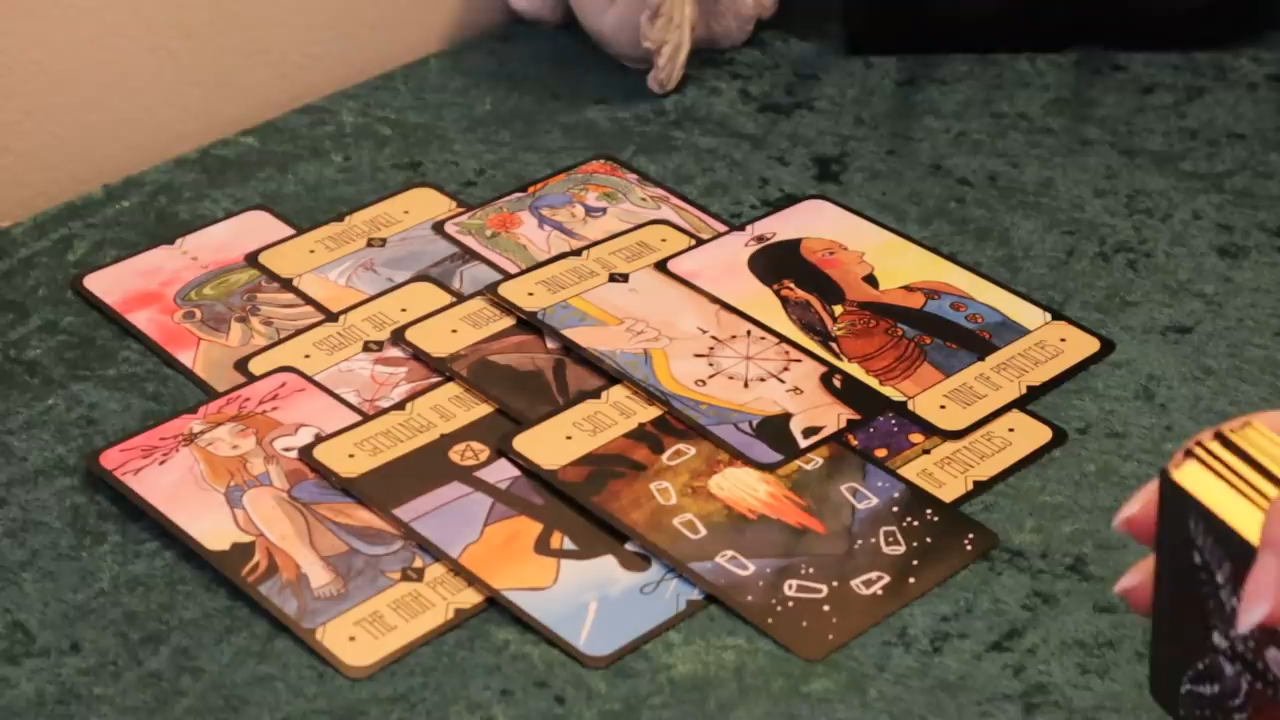 TEMPERANCE
WHEEL OF FORTUNE
THE LOVERS
NINE OF PENTACLES
OF CUPS
OF PENTACLES
OF PENTACLES
THE HIGH
T
O
R